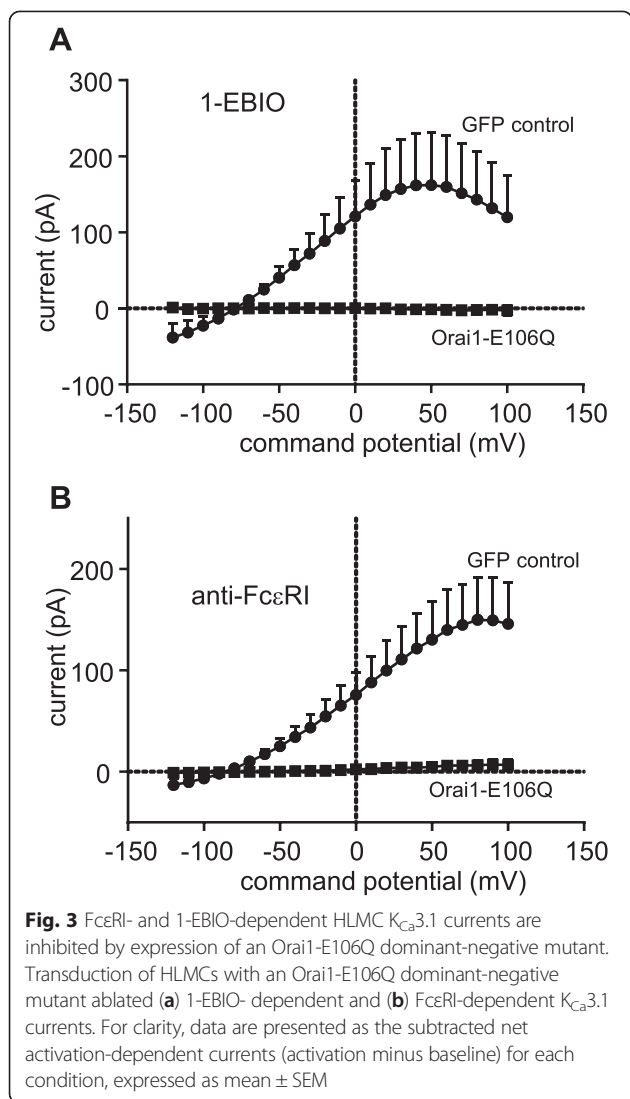 A
300
1-EBIO
GFP control
200
current (pA)
100
0
Orai1-E106Q
-100
-150 -100 -50 0 50 100 150
command potential (mV)
B
GFP control
200
anti-FcεRI
current (pA)
100
0
Orai1-E106Q
-150 -100 -50 0 50 100 150
command potential (mV)
Fig. 3 FcεRI- and 1-EBIO-dependent HLMC KCa3.1 currents are
inhibited by expression of an Orai1-E106Q dominant-negative mutant.
Transduction of HLMCs with an Orai1-E106Q dominant-negative
mutant ablated (a) 1-EBIO- dependent and (b) FcεRI-dependent KCa3.1
currents. For clarity, data are presented as the subtracted net
activation-dependent currents (activation minus baseline) for each
condition, expressed as mean ± SEM